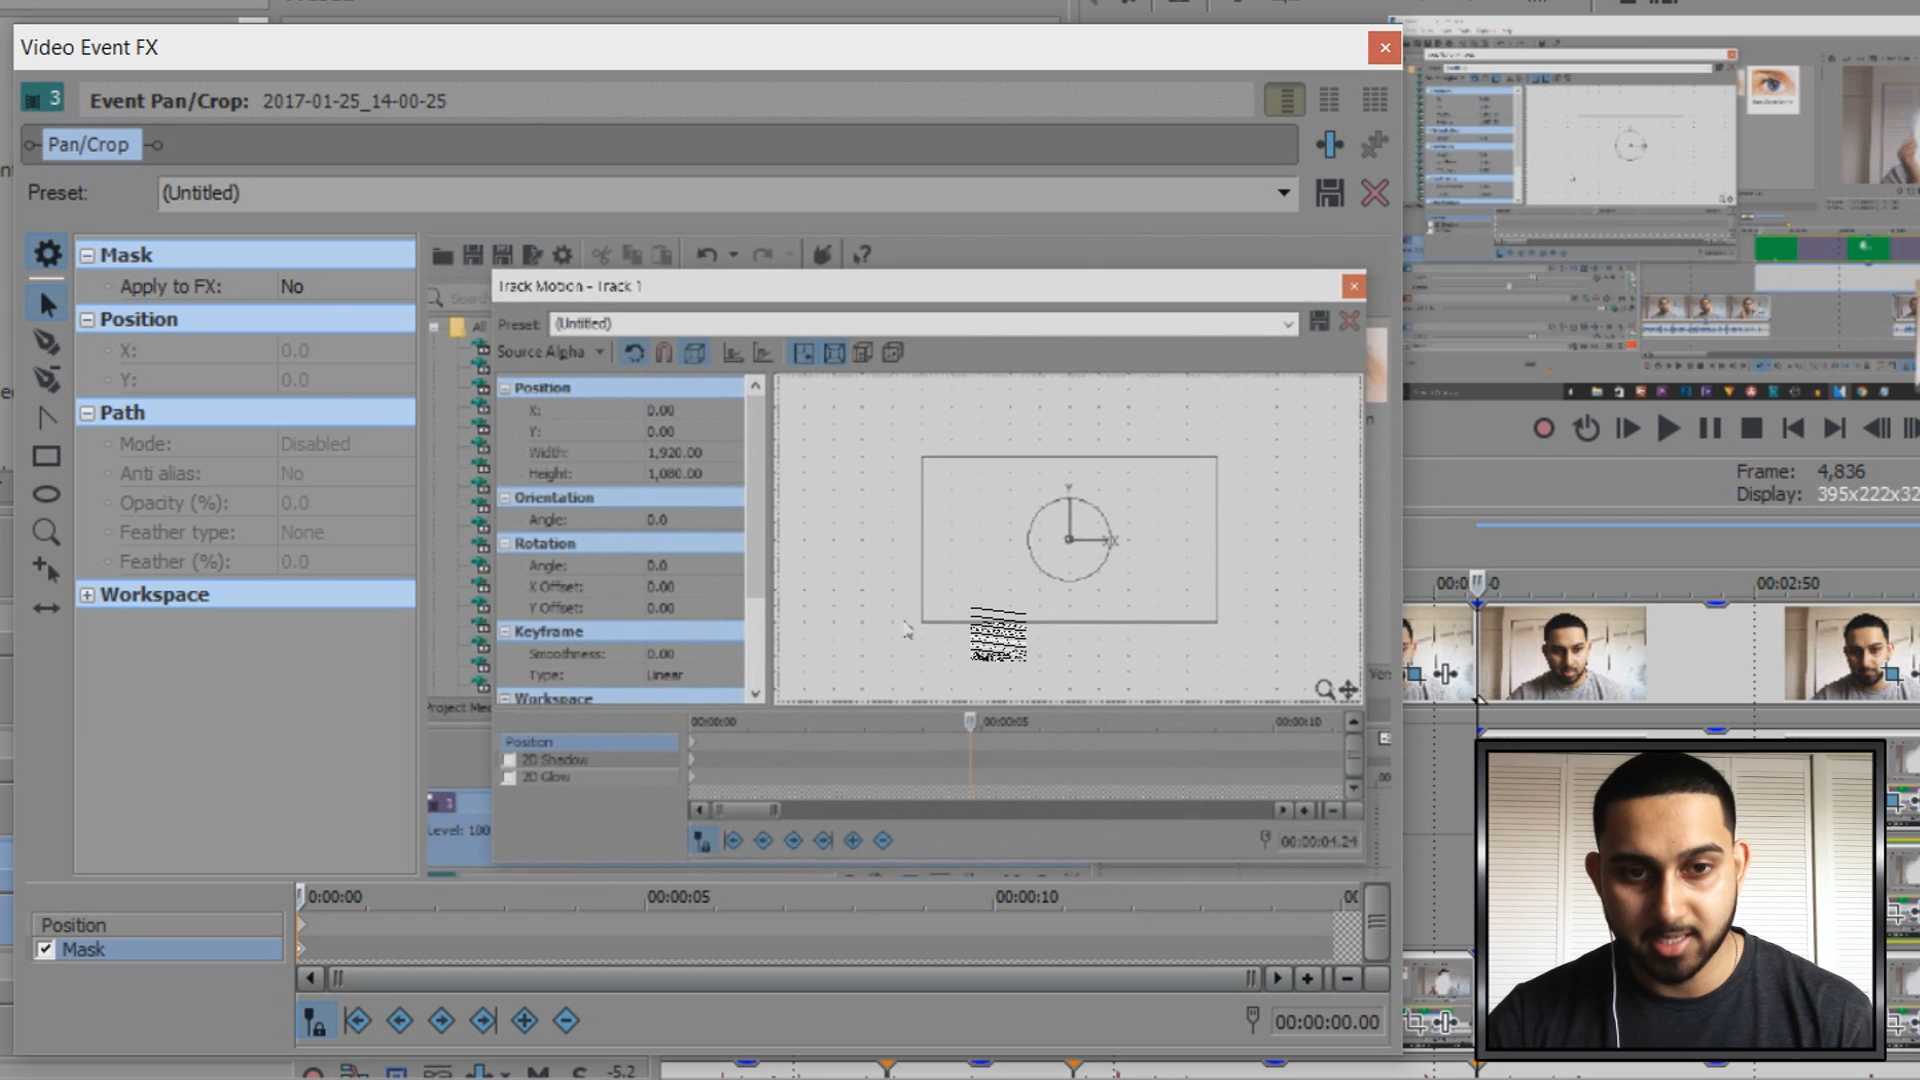 Video Event FX
3
Event Pan/Crop: 2017-01-25_14-00-25
Pan/Crop
Preset: (Untitled)
Mask
Apply to FX: No
Position
X: 0.0
Y: 0.0
Path
Mode: Disabled
Anti alias: No
Opacity (%): 0.0
Feather type: None
Feather (%): 0.0
Workspace
Track Motion - Track 1
Preset: (Untitled)
Source Alpha
Position
X: 0.00
Y: 0.00
Width: 1,920.00
Height: 1,080.00
Orientation
Angle: 0.0
Rotation
Angle: 0.0
X Offset: 0.00
Y Offset: 0.00
Keyframe
Smoothness: 0.00
Type: Linear
Workspace
Y
X
All
Project Med
00:00:00
00:00:05
00:00:10
Position
2D Shadow
2D Glow
00:00:04.24
1
Level: 100
0:00:00
00:00:05
00:00:10
Position
Mask
00:00:00.00
-5.2
Frame: 4,836
Display: 395x222x32
00:02:50